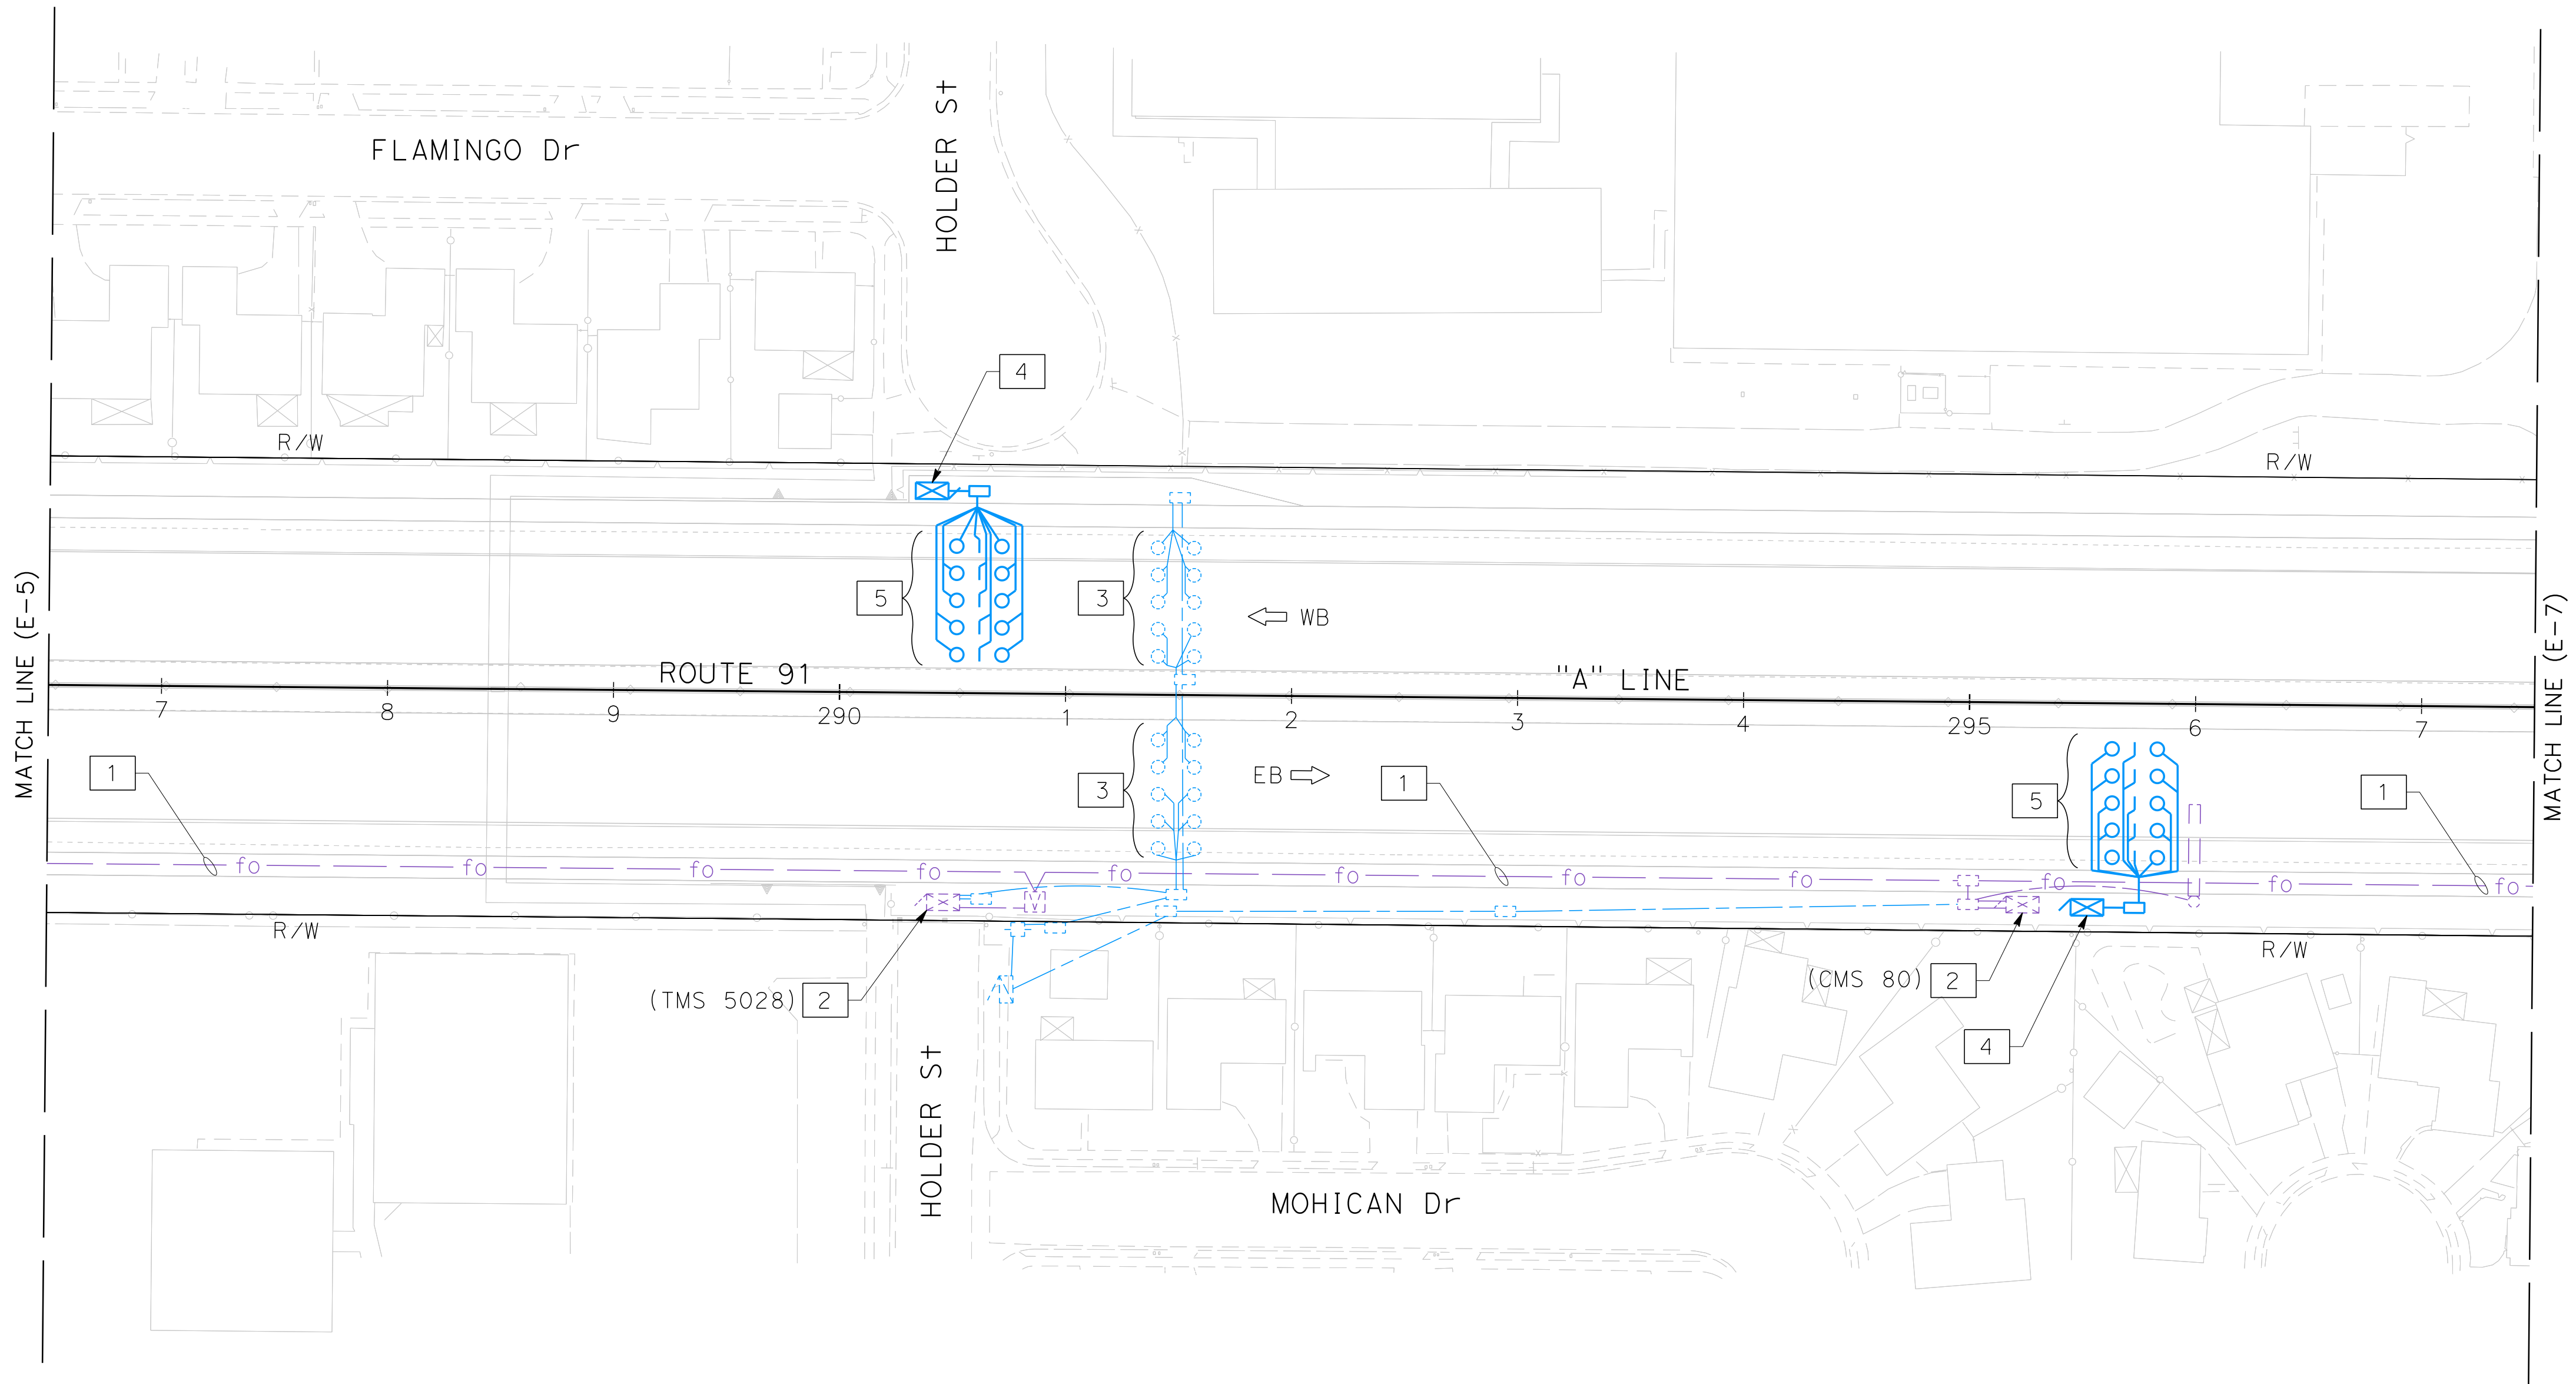 FLAMINGO Dr
HOLDER St
4
R/W
R/W
MATCH LINE (E-5)
MATCH LINE (E-7)
5
3
WB
ROUTE 91
"A" LINE
7
8
9
290
1
2
3
4
295
6
7
1
3
EB
1
5
1
fo
fo
fo
fo
fo
fo
fo
fo
fo
fo
fo
R/W
R/W
(TMS 5028)
2
(CMS 80)
2
4
HOLDER St
MOHICAN Dr